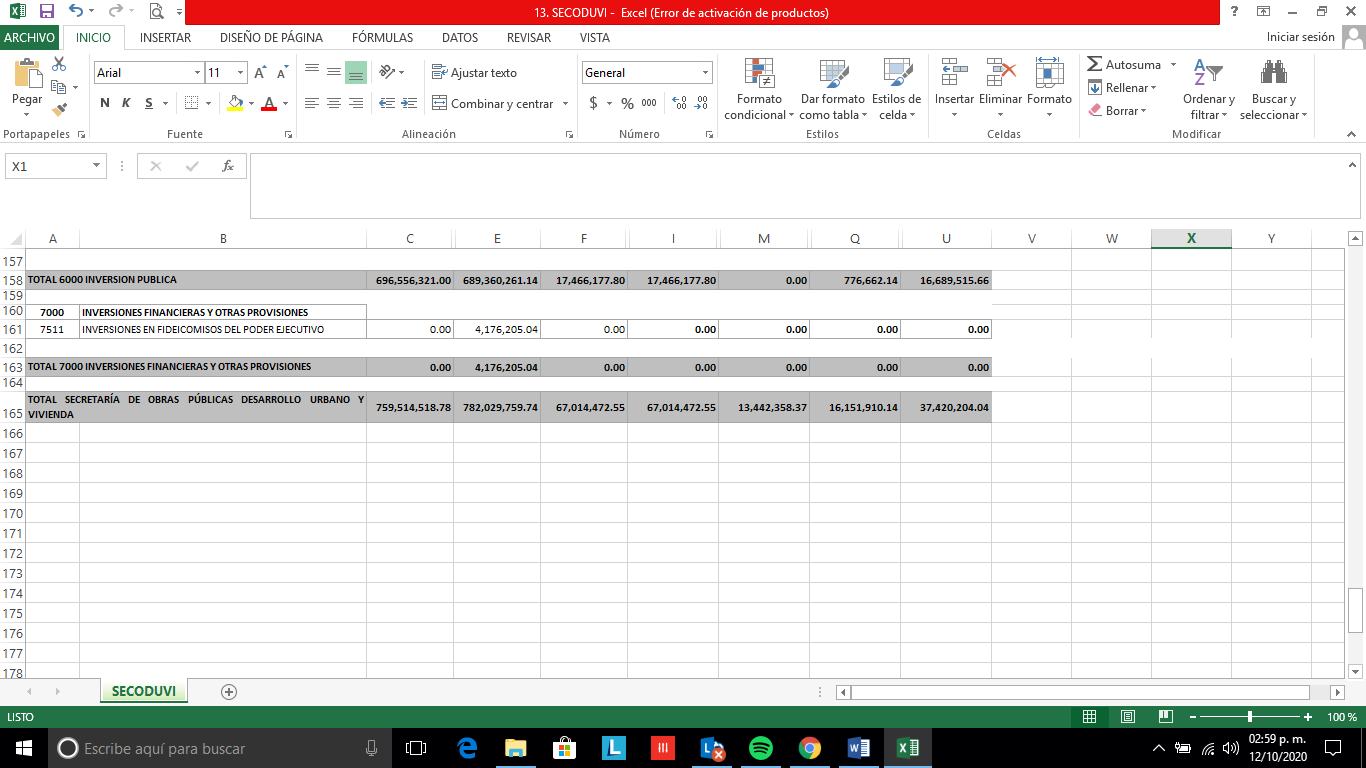 13. SECODUVI - Excel (Error de activación de productos)
ARCHIVO INICIO INSERTAR DISEÑO DE PÁGINA FÓRMULAS DATOS REVISAR VISTA Iniciar sesión
Pegar
Portapapeles
Arial 11
N K S
Fuente
Ajustar texto
Combinar y centrar
Alineación
General
$ % 000
Número
Formato condicional
Dar formato como tabla
Estilos de celda
Estilos
Insertar Eliminar Formato
Celdas
Autosuma
Rellenar
Borrar
Ordenar y filtrar
Buscar y seleccionar
Modificar
X1
A B C E F I M Q U V W X Y
157
158 TOTAL 6000 INVERSION PUBLICA 696,556,321.00 689,360,261.14 17,466,177.80 17,466,177.80 0.00 776,662.14 16,689,515.66
159
160 7000 INVERSIONES FINANCIERAS Y OTRAS PROVISIONES
161 7511 INVERSIONES EN FIDEICOMISOS DEL PODER EJECUTIVO 0.00 4,176,205.04 0.00 0.00 0.00 0.00 0.00
162
163 TOTAL 7000 INVERSIONES FINANCIERAS Y OTRAS PROVISIONES 0.00 4,176,205.04 0.00 0.00 0.00 0.00 0.00
164
165 TOTAL SECRETARÍA DE OBRAS PÚBLICAS DESARROLLO URBANO Y
VIVIENDA 759,514,518.78 782,029,759.74 67,014,472.55 67,014,472.55 13,442,358.37 16,151,910.14 37,420,204.04
166
167
168
169
170
171
172
173
174
175
176
177
178
SECODUVI
LISTO 100 %
Escribe aquí para buscar
02:59 p. m.
12/10/2020